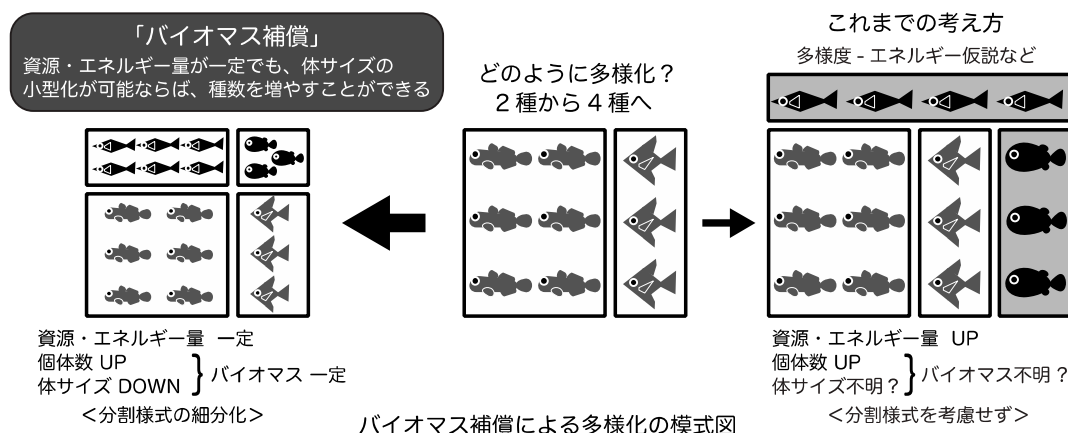 「バイオマス補償」
資源・エネルギー量が一定でも、体サイズの
小型化が可能ならば、種数を増やすことができる
どのように多様化？
２種から４種へ
これまでの考え方
多様度 - エネルギー仮説など
資源・エネルギー量 一定
個体数 UP
体サイズ DOWN
バイオマス 一定
＜分割様式の細分化＞
資源・エネルギー量 UP
個体数 UP
体サイズ不明？
バイオマス不明？
＜分割様式を考慮せず＞
バイオマス補償による多様化の模式図